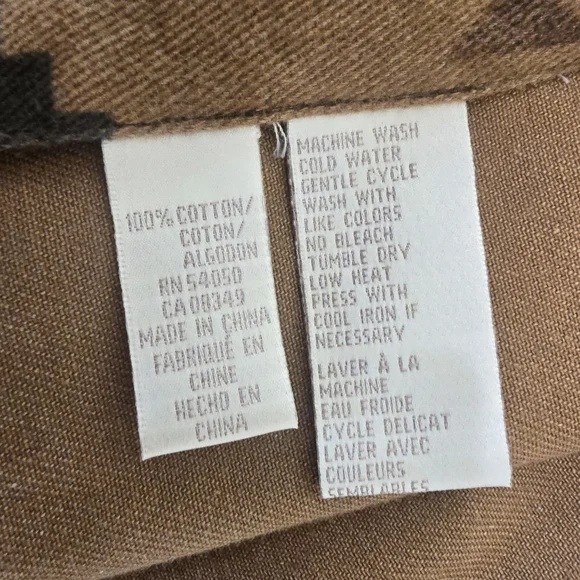 100% COTTON/
COTON/
ALGODON
RN 54050
CA 08349
MADE IN CHINA
FABRIQUÉ EN
CHINE
HECHO EN
CHINA
MACHINE WASH
COLD WATER
GENTLE CYCLE
WASH WITH
LIKE COLORS
NO BLEACH
TUMBLE DRY
LOW HEAT
PRESS WITH
COOL IRON IF
NECESSARY
LAVER À LA
MACHINE
EAU FROIDE
CYCLE DELICAT
LAVER AVEC
COULEURS
SEMBLABLES